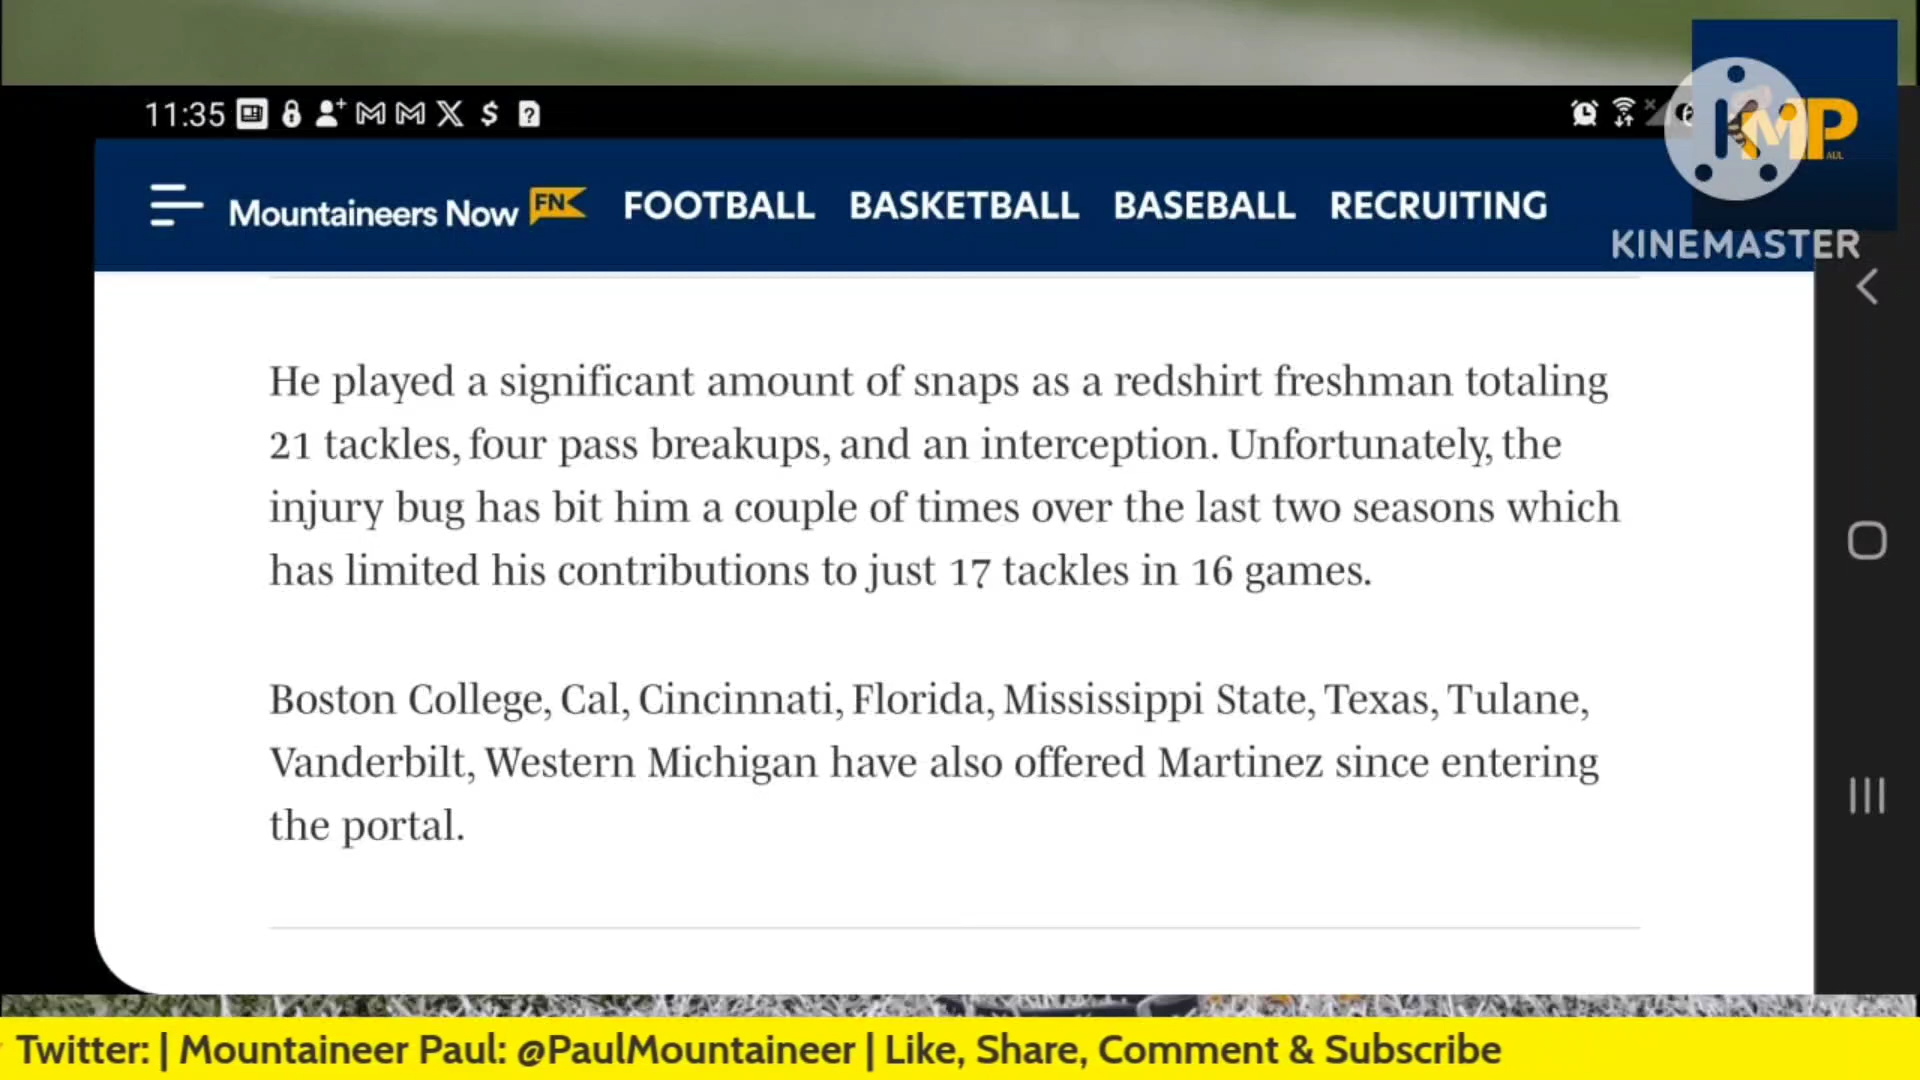 11:35
MP
AUL
KINEMASTER
Mountaineers Now FN FOOTBALL BASKETBALL BASEBALL RECRUITING
He played a significant amount of snaps as a redshirt freshman totaling
21 tackles, four pass breakups, and an interception. Unfortunately, the
injury bug has bit him a couple of times over the last two seasons which
has limited his contributions to just 17 tackles in 16 games.
Boston College, Cal, Cincinnati, Florida, Mississippi State, Texas, Tulane,
Vanderbilt, Western Michigan have also offered Martinez since entering
the portal.
Twitter: | Mountaineer Paul: @PaulMountaineer | Like, Share, Comment & Subscribe